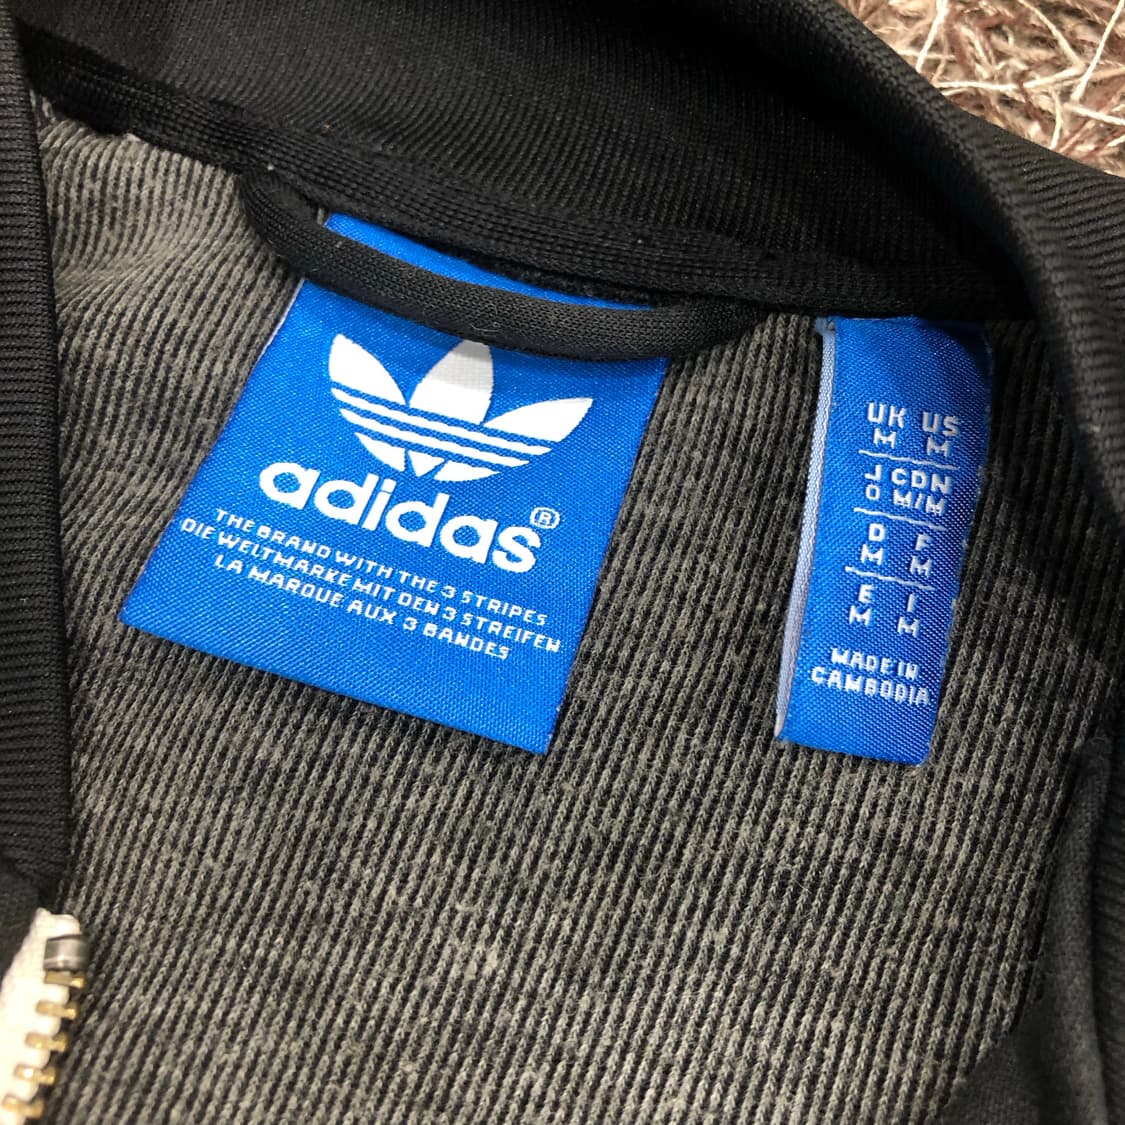 adidas®
THE BRAND WITH THE 3 STRIPES
DIE WELTMARKE MIT DEN 3 STREIFEN
LA MARQUE AUX 3 BANDES
UK US
M M
J CDN
O M/M
D F
M M
E I
M M
MADE IN
CAMBODIA